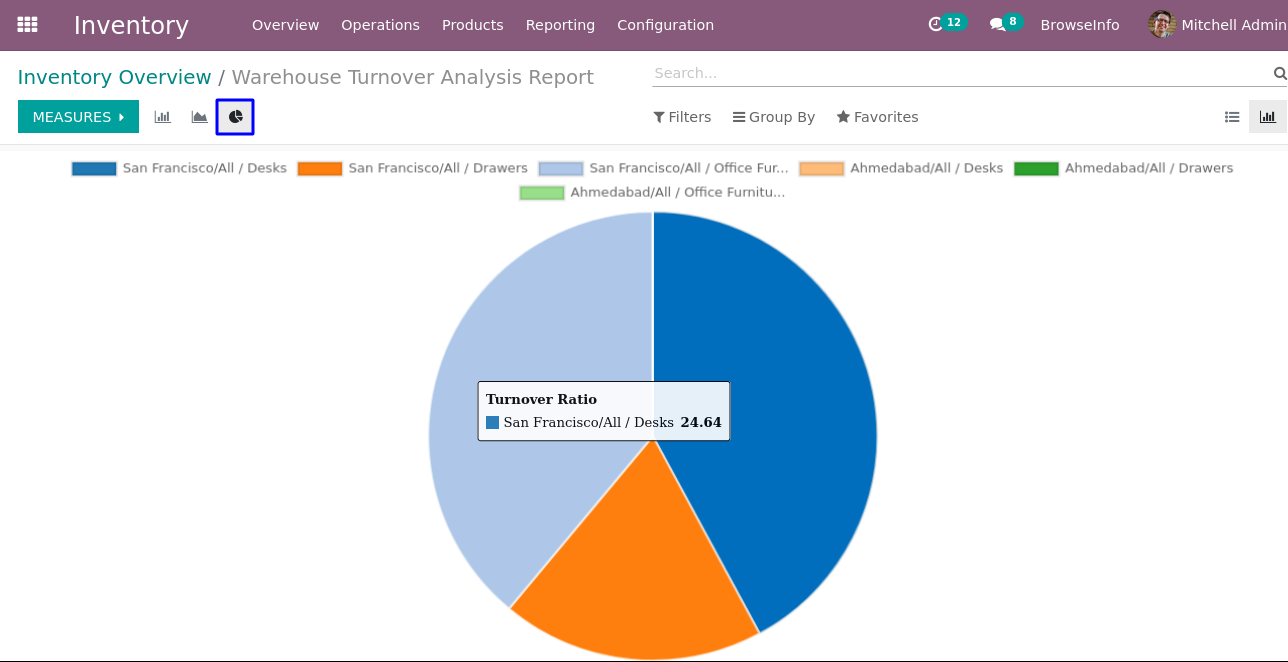 Inventory Overview Operations Products Reporting Configuration 12 8 BrowseInfo Mitchell Admin
Inventory Overview / Warehouse Turnover Analysis Report Search...
MEASURES Filters Group By Favorites
San Francisco/All / Desks San Francisco/All / Drawers San Francisco/All / Office Fur... Ahmedabad/All / Desks Ahmedabad/All / Drawers
Ahmedabad/All / Office Furnitu...
Turnover Ratio
San Francisco/All / Desks 24.64